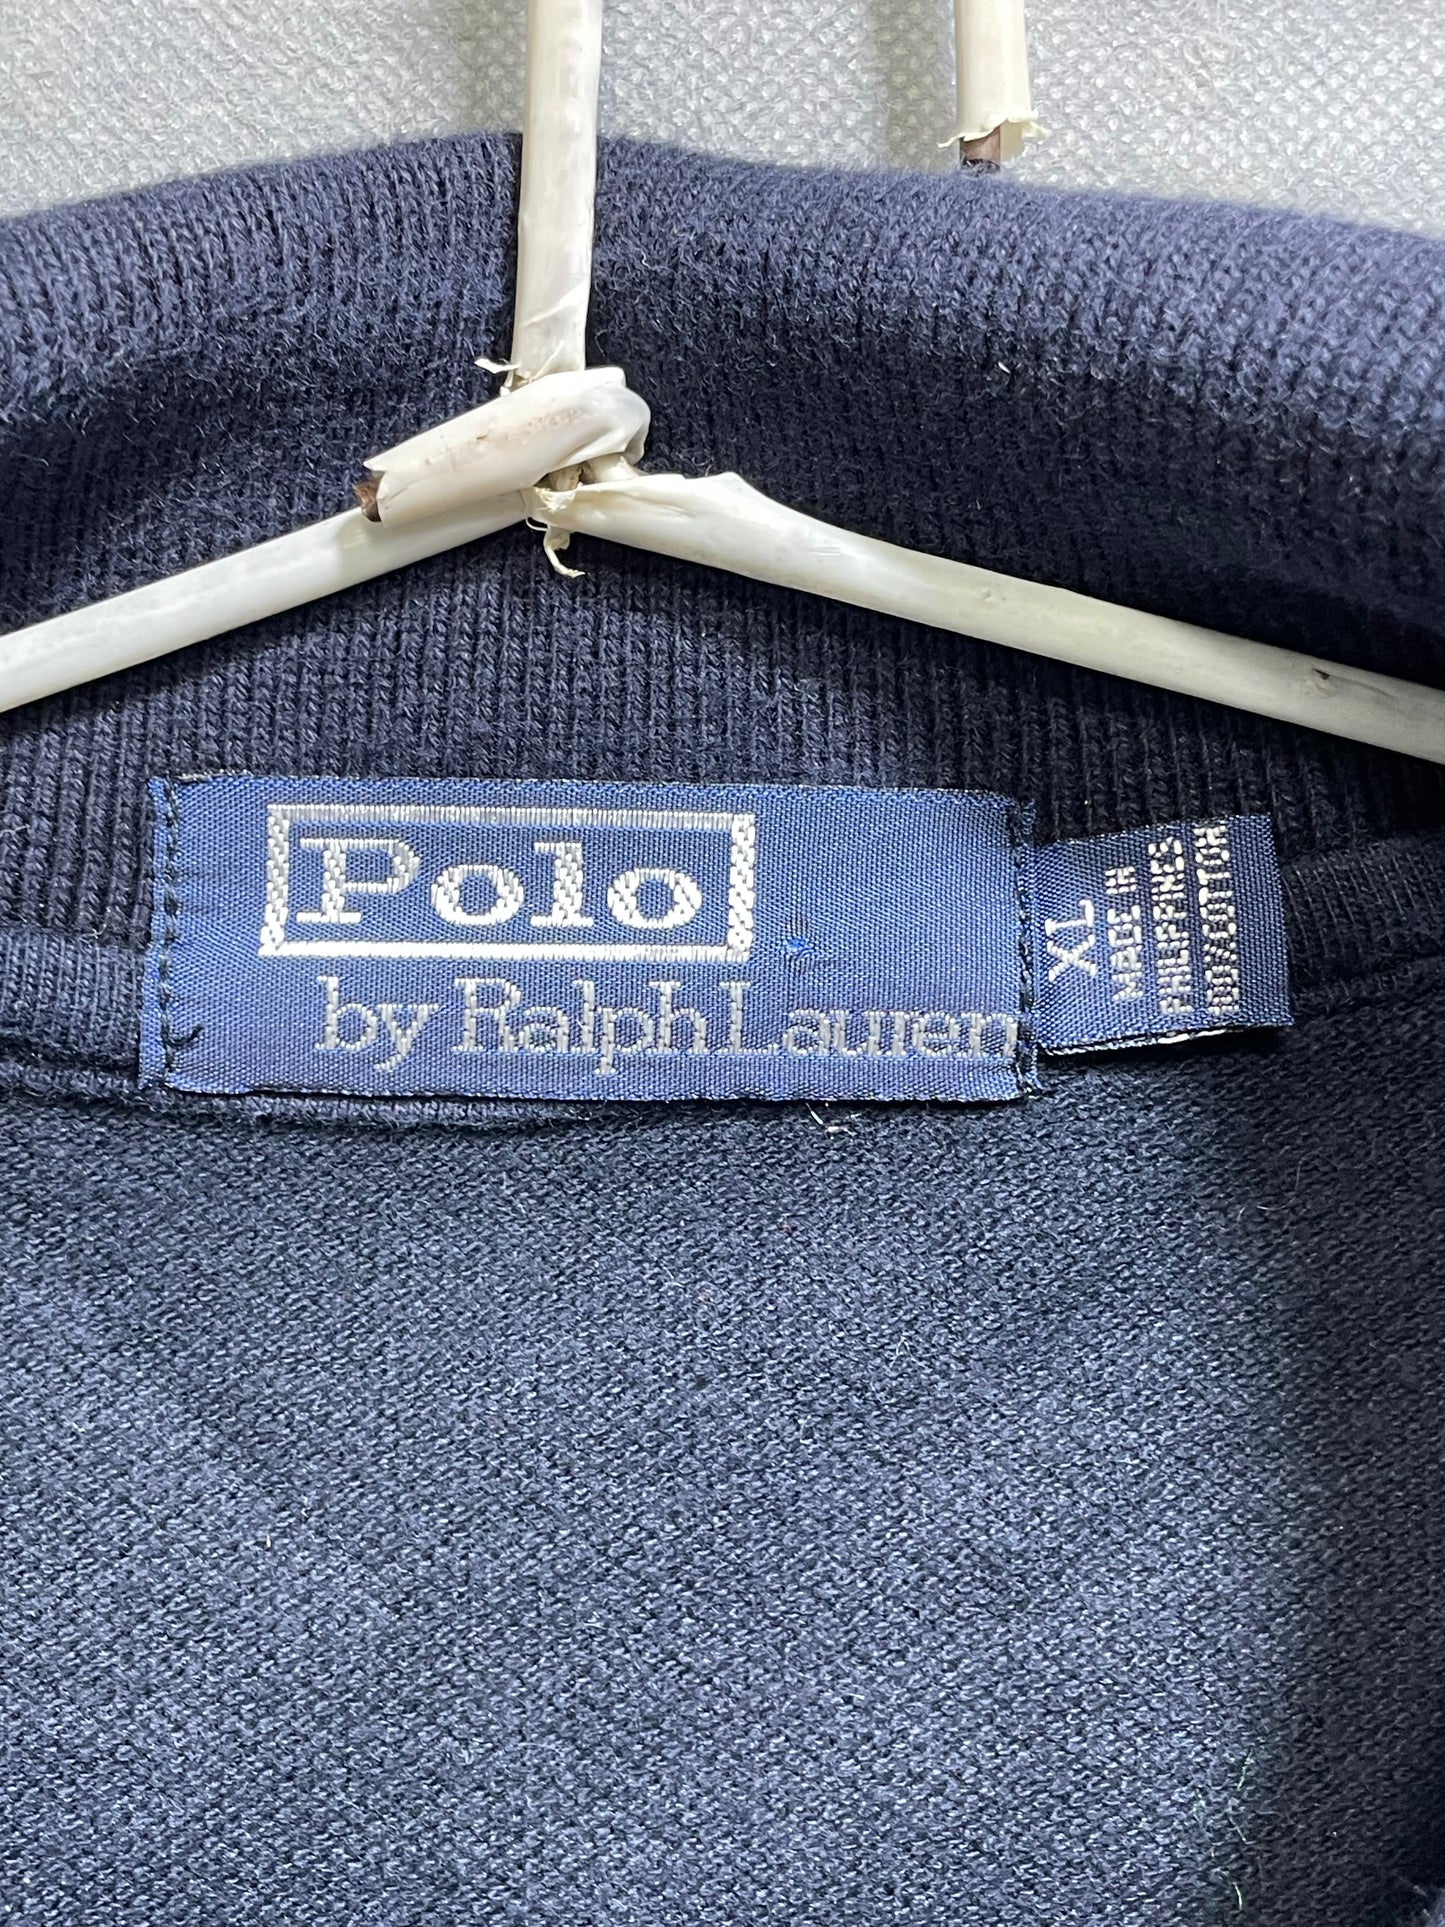 Polo
by Ralph Lauren
XL
MADE IN
PHILIPPINES
100% COTTON